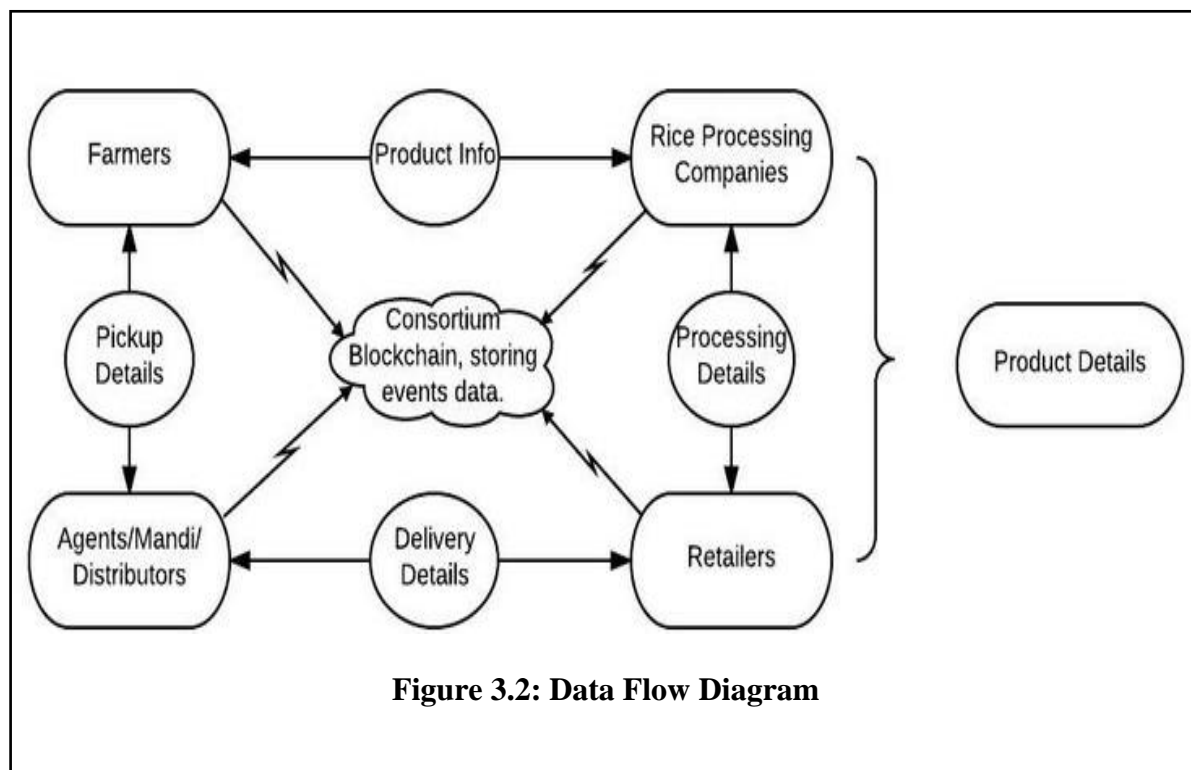 Farmers
Product Info
Rice Processing
Companies
Pickup
Details
Consortium
Blockchain, storing
events data.
Processing
Details
Product Details
Agents/Mandi/
Distributors
Delivery
Details
Retailers
Figure 3.2: Data Flow Diagram